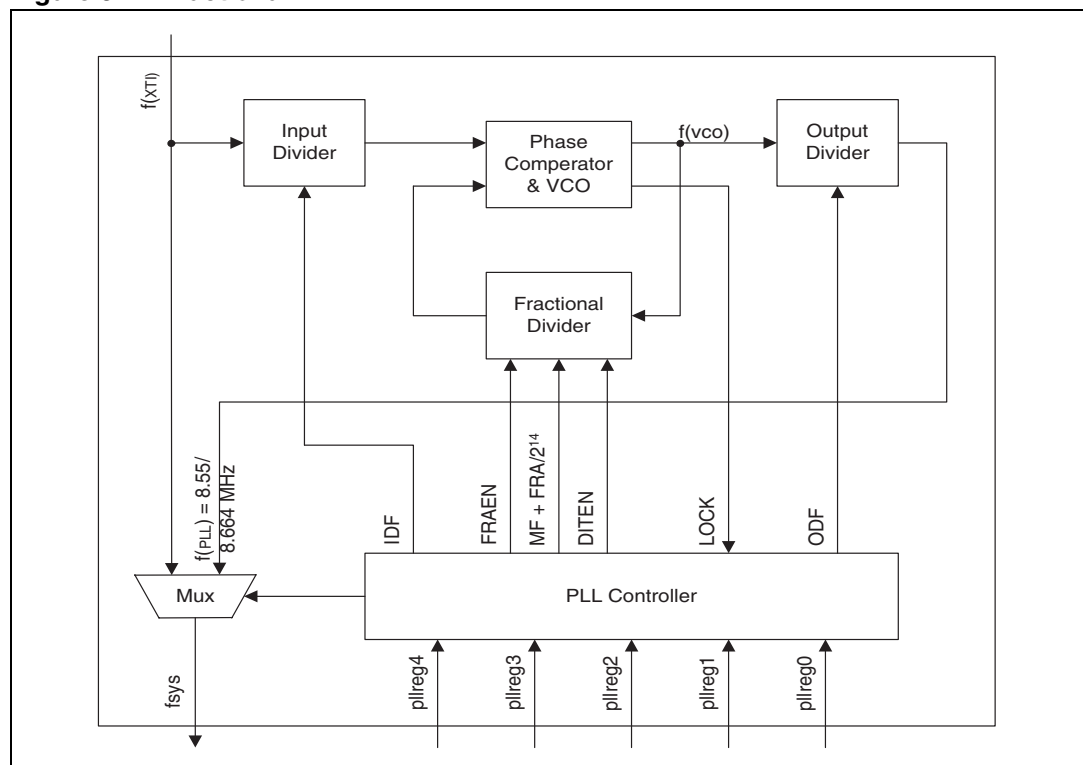 f(XTI)
Input
Divider
Phase
Comperator
& VCO
f(vco)
Output
Divider
Fractional
Divider
f(PLL) = 8.55/
8.664 MHz
IDF
FRAEN
MF + FRA/2¹⁴
DITEN
LOCK
ODF
Mux
PLL Controller
fsys
pllreg4
pllreg3
pllreg2
pllreg1
pllreg0